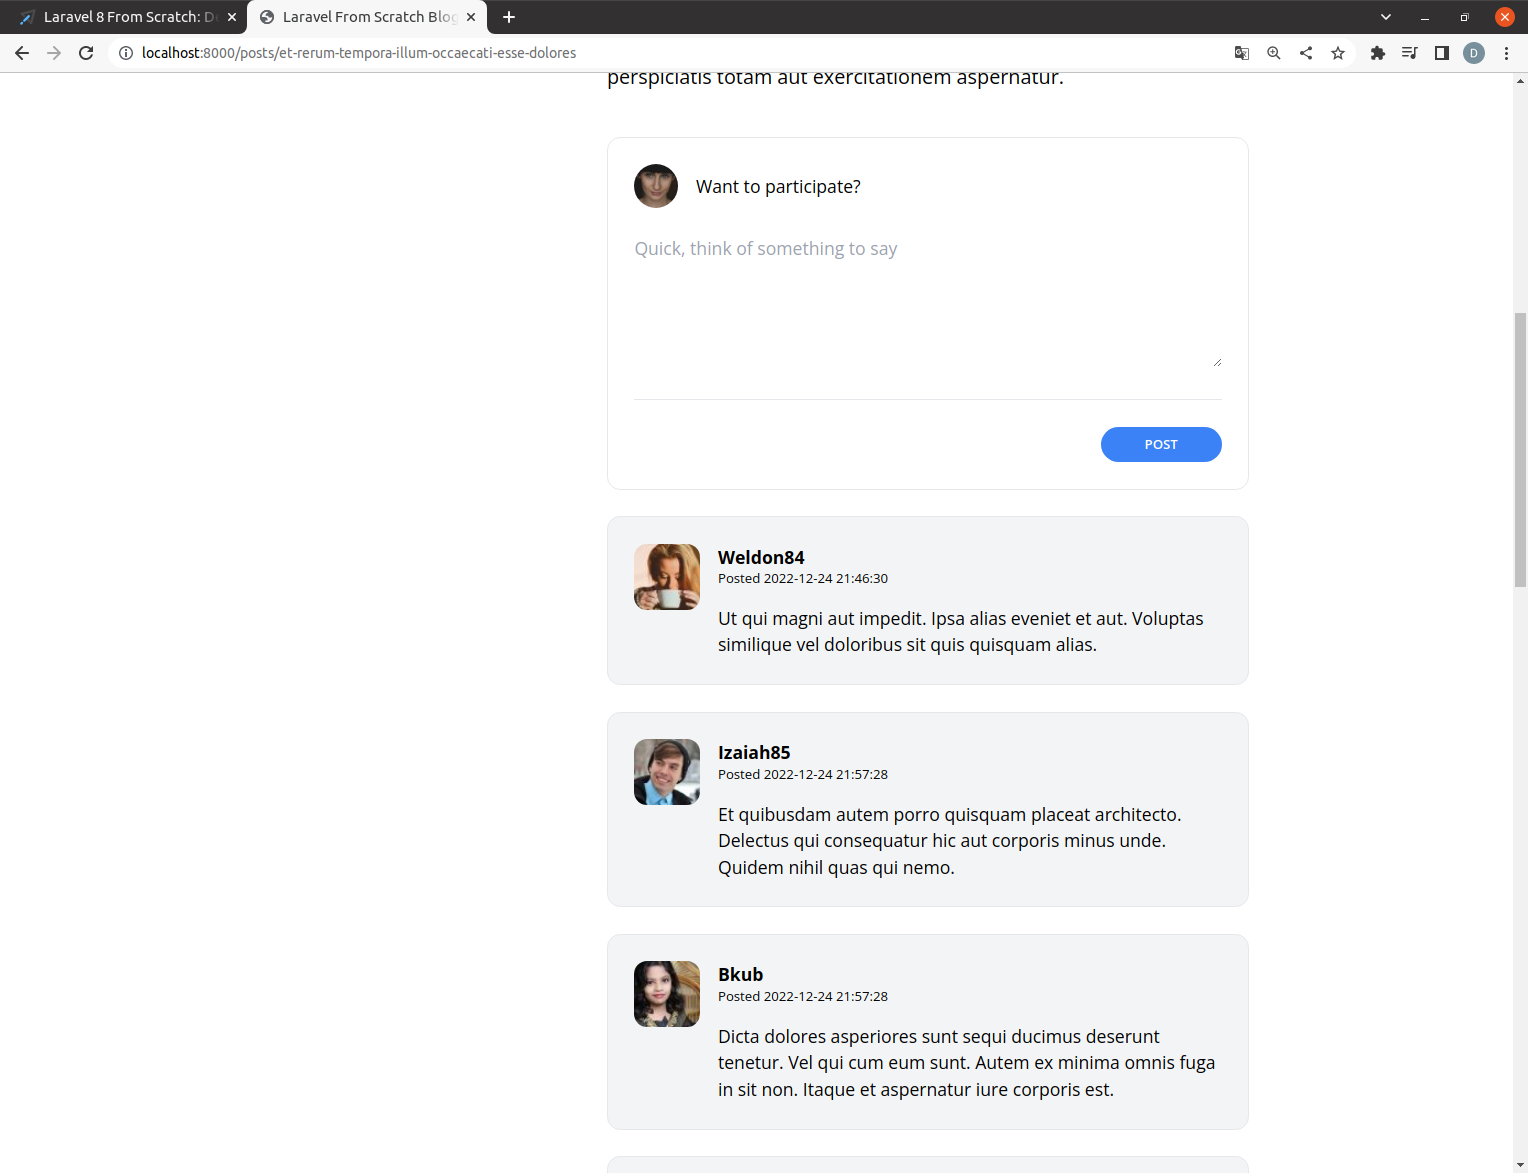 Laravel 8 From Scratch: De
Laravel From Scratch Blog
localhost:8000/posts/et-rerum-tempora-illum-occaecati-esse-dolores
D
perspiciatis totam aut exercitationem aspernatur.
Want to participate?
Quick, think of something to say
POST
Weldon84
Posted 2022-12-24 21:46:30
Ut qui magni aut impedit. Ipsa alias eveniet et aut. Voluptas
similique vel doloribus sit quis quisquam alias.
Izaiah85
Posted 2022-12-24 21:57:28
Et quibusdam autem porro quisquam placeat architecto.
Delectus qui consequatur hic aut corporis minus unde.
Quidem nihil quas qui nemo.
Bkub
Posted 2022-12-24 21:57:28
Dicta dolores asperiores sunt sequi ducimus deserunt
tenetur. Vel qui cum eum sunt. Autem ex minima omnis fuga
in sit non. Itaque et aspernatur iure corporis est.